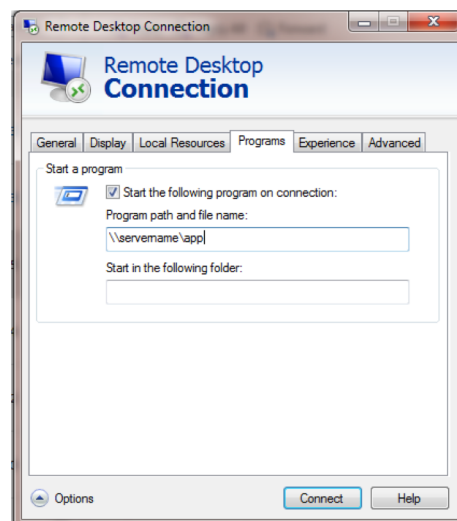 Remote Desktop Connection
Remote Desktop
Connection
General Display Local Resources Programs Experience Advanced
Start a program
Start the following program on connection:
Program path and file name:
\\servername\app
Start in the following folder:
Options Connect Help